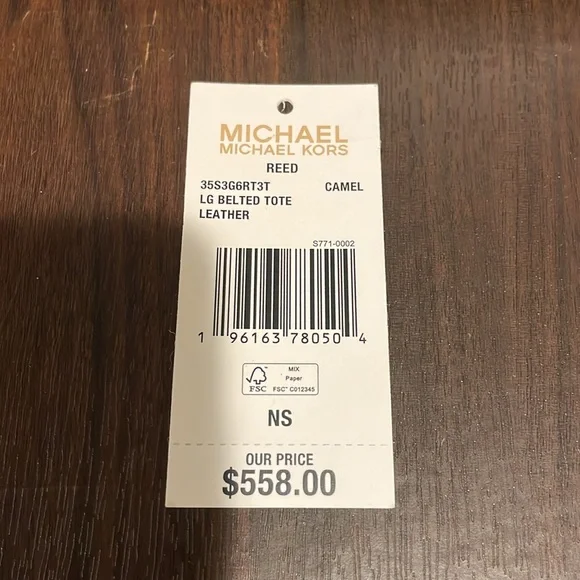 MICHAEL
MICHAEL KORS
REED
35S3G6RT3T CAMEL
LG BELTED TOTE
LEATHER
S771-0002
1 96163 78050 4
FSC
MIX
Paper
FSC™ C012345
NS
OUR PRICE
$558.00